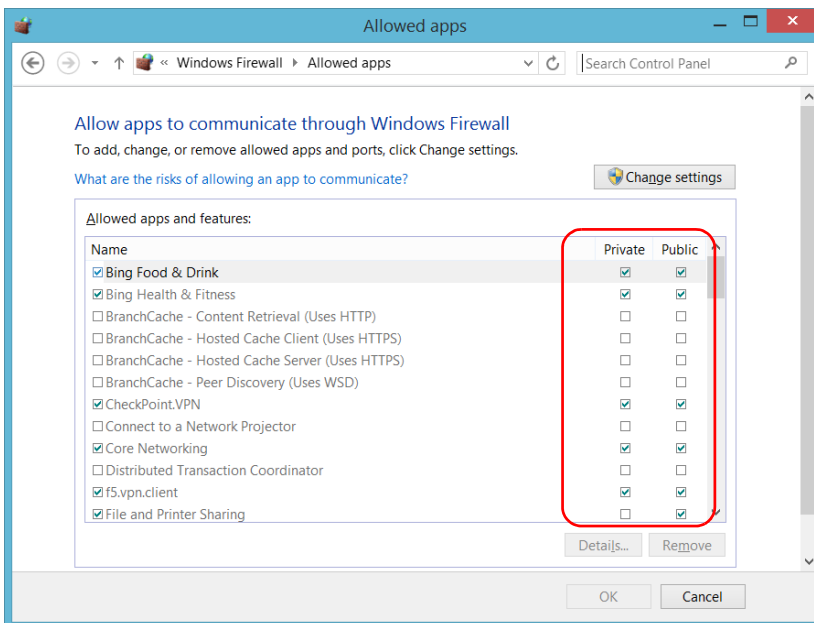 Allowed apps
« Windows Firewall Allowed apps
Search Control Panel
Allow apps to communicate through Windows Firewall
To add, change, or remove allowed apps and ports, click Change settings.
What are the risks of allowing an app to communicate?
Change settings
Allowed apps and features:
Name Private Public
Bing Food & Drink
Bing Health & Fitness
BranchCache - Content Retrieval (Uses HTTP)
BranchCache - Hosted Cache Client (Uses HTTPS)
BranchCache - Hosted Cache Server (Uses HTTPS)
BranchCache - Peer Discovery (Uses WSD)
CheckPoint.VPN
Connect to a Network Projector
Core Networking
Distributed Transaction Coordinator
f5.vpn.client
File and Printer Sharing
Details... Remove
OK Cancel